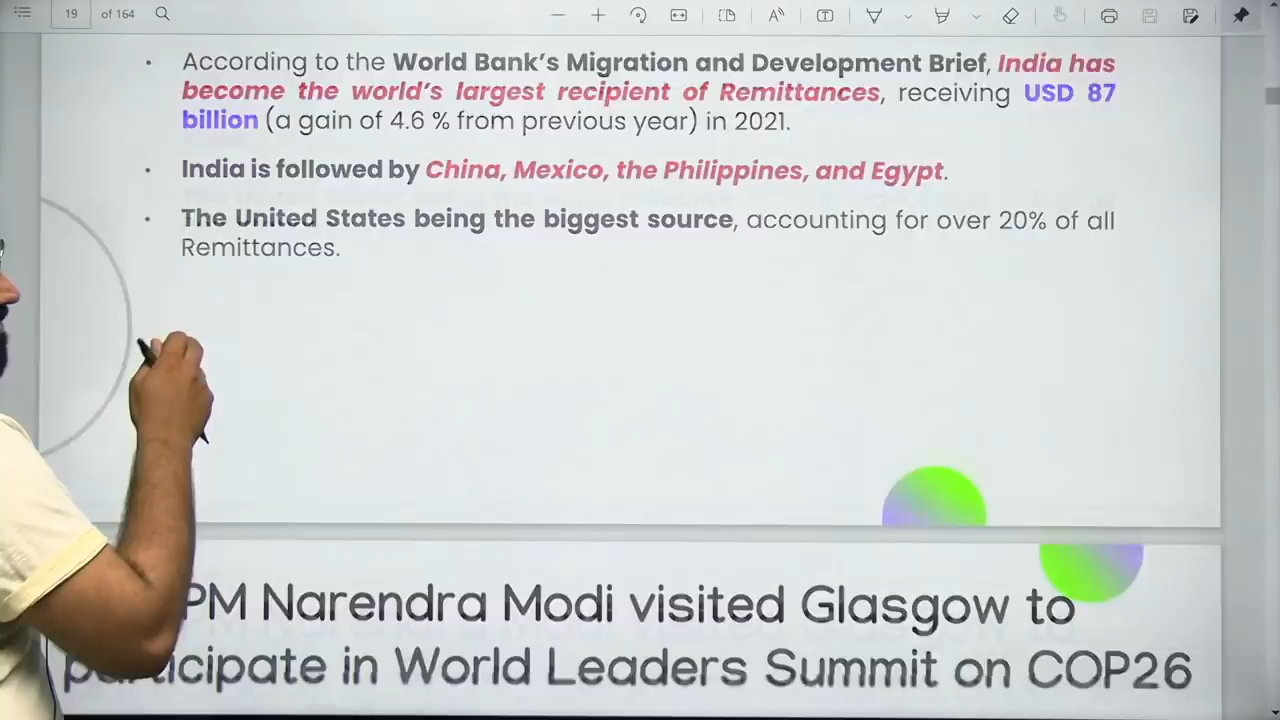 19 of 164
According to the World Bank's Migration and Development Brief, India has
become the world's largest recipient of Remittances, receiving USD 87
billion (a gain of 4.6 % from previous year) in 2021.
India is followed by China, Mexico, the Philippines, and Egypt.
The United States being the biggest source, accounting for over 20% of all
Remittances.
PM Narendra Modi visited Glasgow to
participate in World Leaders Summit on COP26